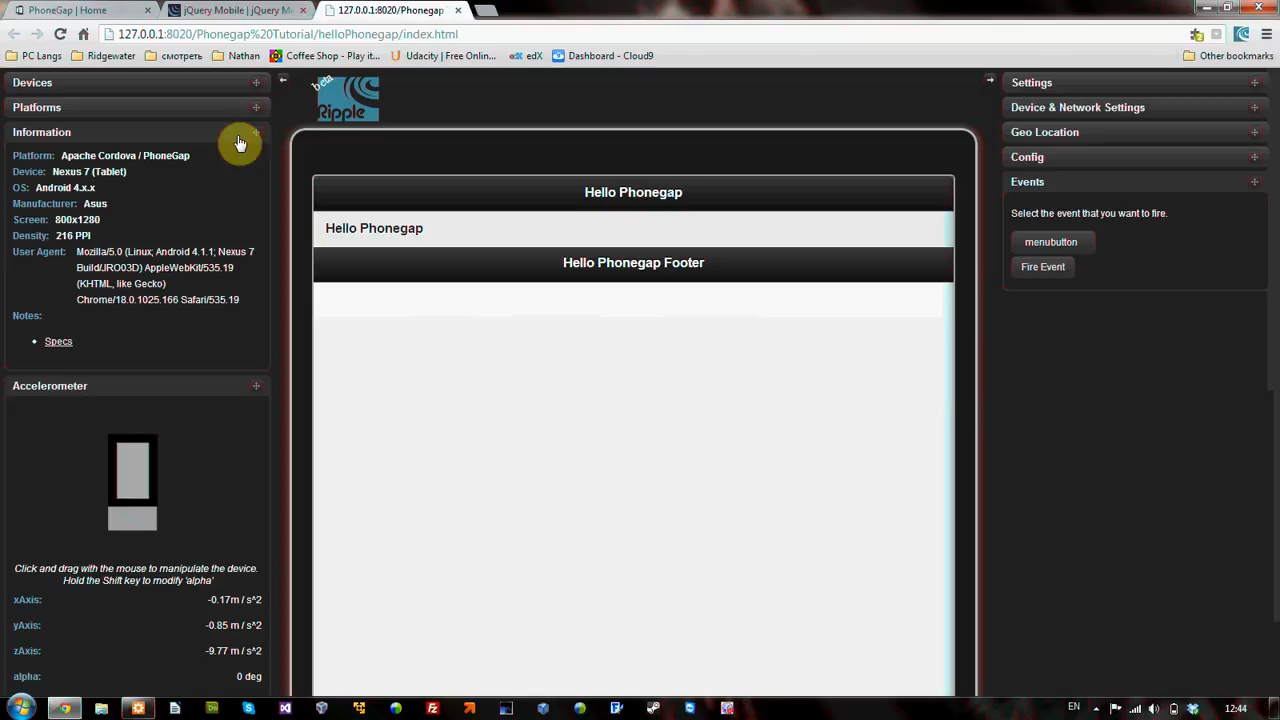 PhoneGap | Home
jQuery Mobile | jQuery Mo
127.0.0.1:8020/Phonegap
127.0.0.1:8020/Phonegap%20Tutorial/helloPhonegap/index.html
PC Langs
Ridgewater
смотреть
Nathan
Coffee Shop - Play it...
Udacity | Free Onlin...
edX edX
Dashboard - Cloud9
Other bookmarks
Devices
Platforms
Information
Platform: Apache Cordova / PhoneGap
Device: Nexus 7 (Tablet)
OS: Android 4.x.x
Manufacturer: Asus
Screen: 800x1280
Density: 216 PPI
User Agent: Mozilla/5.0 (Linux; Android 4.1.1; Nexus 7
Build/JRO03D) AppleWebKit/535.19
(KHTML, like Gecko)
Chrome/18.0.1025.166 Safari/535.19
Notes:
Specs
Accelerometer
Click and drag with the mouse to manipulate the device.
Hold the Shift key to modify 'alpha'
xAxis: -0.17m / s^2
yAxis: -0.85 m / s^2
zAxis: -9.77 m / s^2
alpha: 0 deg
beta
Ripple
Hello Phonegap
Hello Phonegap
Hello Phonegap Footer
Settings
Device & Network Settings
Geo Location
Config
Events
Select the event that you want to fire.
menubutton
Fire Event
EN
12:44